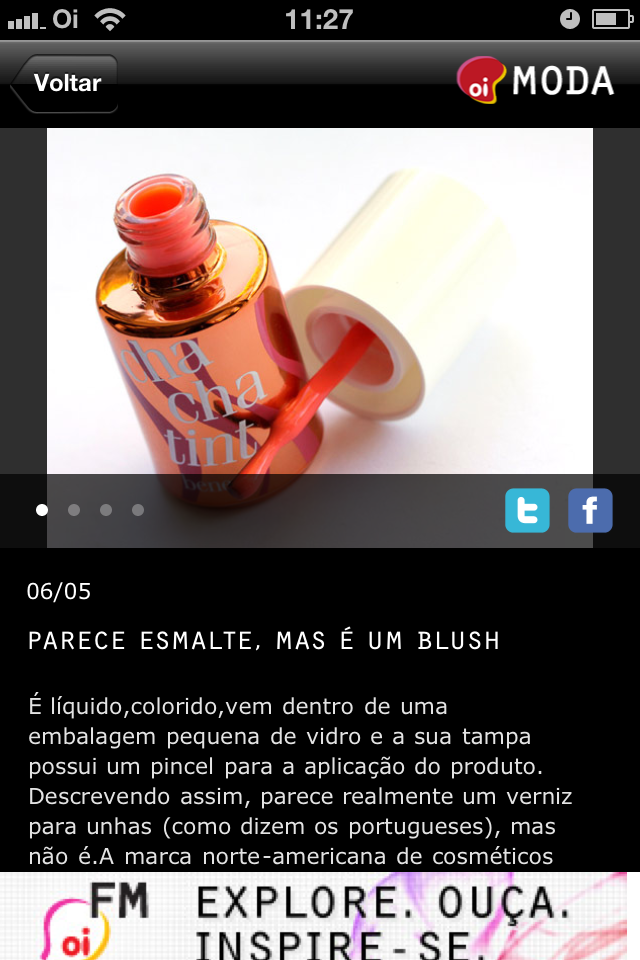 Oi
11:27
Voltar
oi MODA
cha
cha
tint
bene
t
f
06/05
PARECE ESMALTE, MAS É UM BLUSH
É líquido,colorido,vem dentro de uma
embalagem pequena de vidro e a sua tampa
possui um pincel para a aplicação do produto.
Descrevendo assim, parece realmente um verniz
para unhas (como dizem os portugueses), mas
não é.A marca norte-americana de cosméticos
FM
oi
EXPLORE. OUÇA.
INSPIRE-SE.